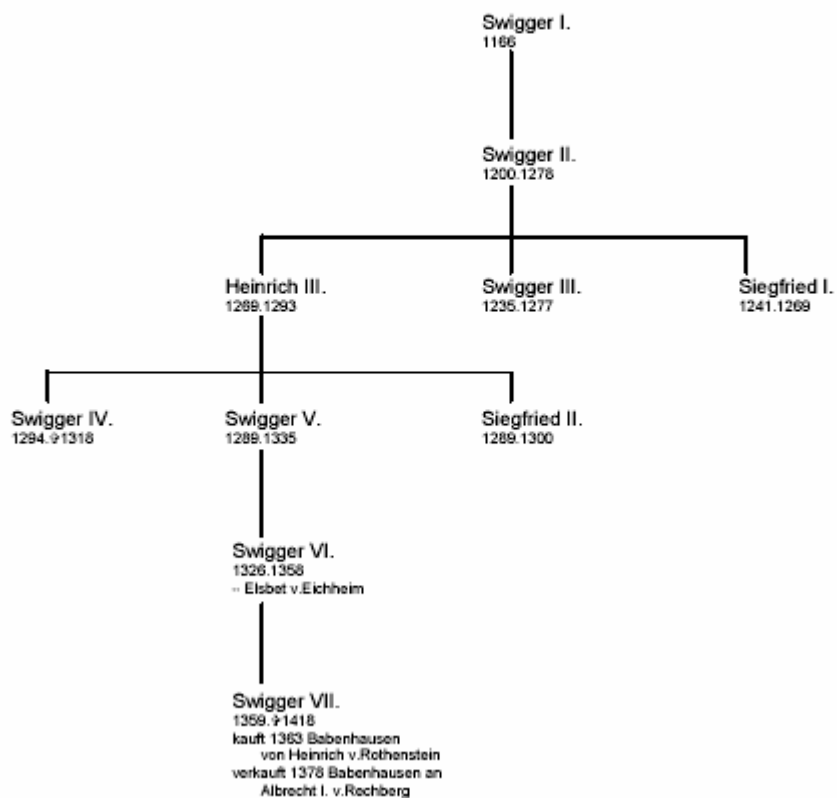 Swigger I.
1166
Swigger II.
1200.1278
Heinrich III.
1269.1293
Swigger III.
1235.1277
Siegfried I.
1241.1269
Swigger IV.
1294.✞1318
Swigger V.
1289.1335
Siegfried II.
1289.1300
Swigger VI.
1326.1358
-- Elsbet v.Eichheim
Swigger VII.
1359.✞1418
kauft 1363 Babenhausen
von Heinrich v.Rothenstein
verkauft 1378 Babenhausen an
Albrecht I. v.Rechberg